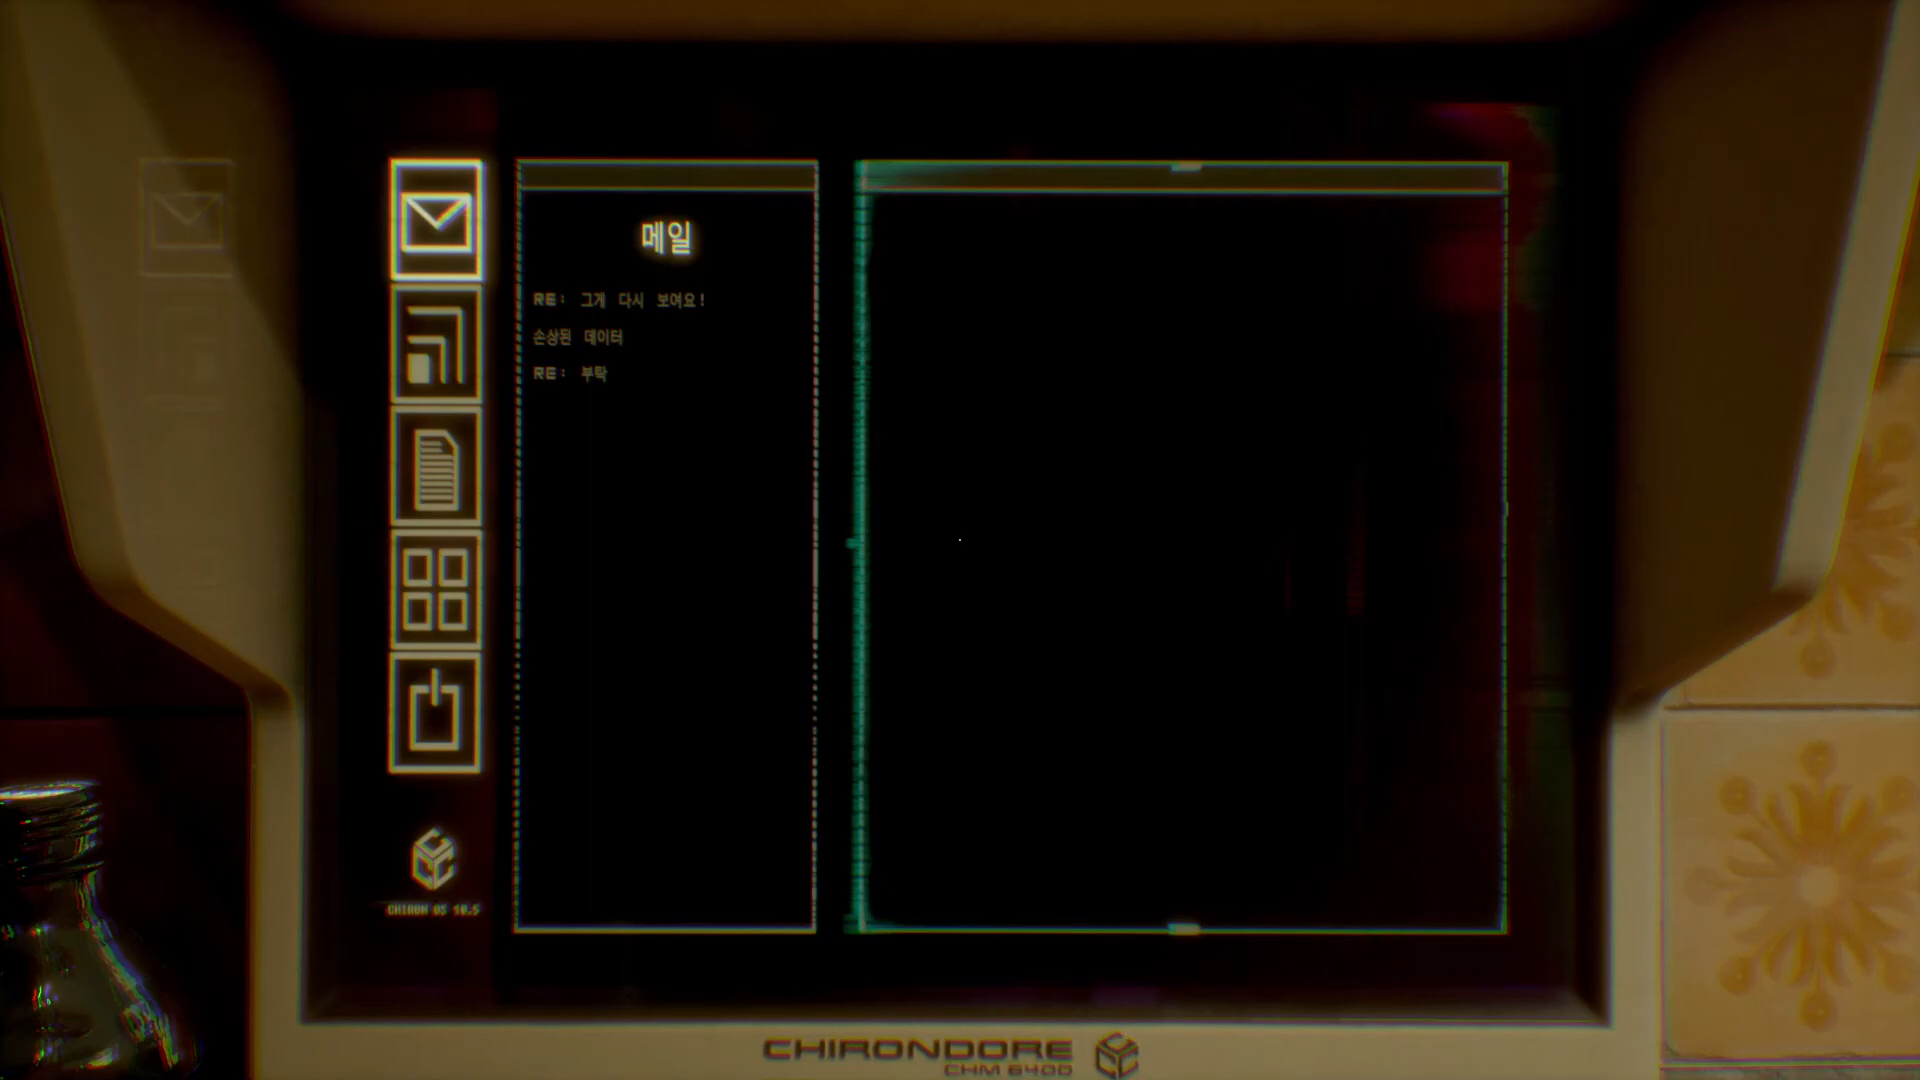 메일
RE: 그게 다시 보여요!
손상된 데이터
RE: 부탁
CHIRON OS 10.5
CHIRONDORE
CHM 6400